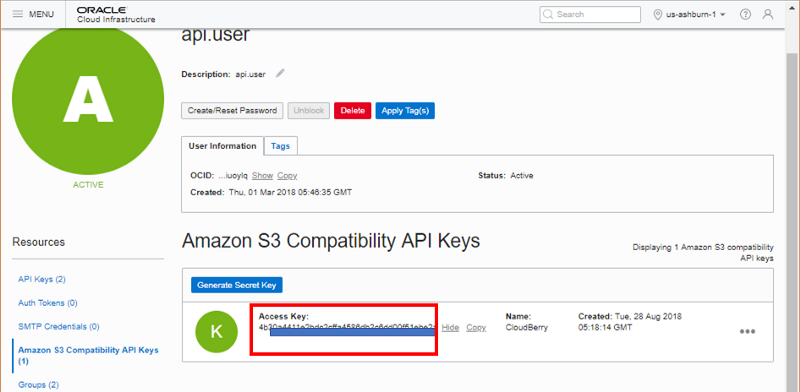 MENU
ORACLE
Cloud Infrastructure
Search
us-ashburn-1
api.user
A
Description: api.user
Create/Reset Password
Unblock
Delete
Apply Tag(s)
ACTIVE
User Information
Tags
OCID: ...iuoylq Show Copy
Status: Active
Created: Thu, 01 Mar 2018 05:46:35 GMT
Resources
API Keys (2)
Auth Tokens (0)
SMTP Credentials (0)
Amazon S3 Compatibility API Keys
(1)
Groups (2)
Amazon S3 Compatibility API Keys
Displaying 1 Amazon S3 compatibility
API keys
Generate Secret Key
K
Access Key:
Hide Copy
Name:
CloudBerry
Created: Tue, 28 Aug 2018
05:18:14 GMT